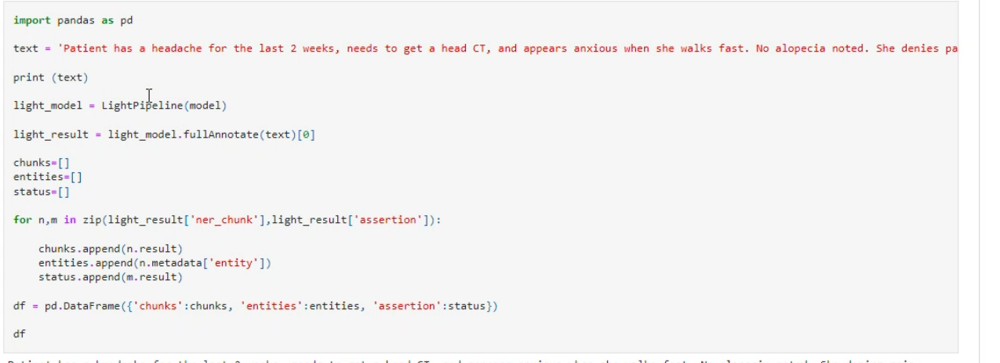 import pandas as pd
text = 'Patient has a headache for the last 2 weeks, needs to get a head CT, and appears anxious when she walks fast. No alopecia noted. She denies pa
print (text)
light_model = LightPipeline(model)
light_result = light_model.fullAnnotate(text)[0]
chunks=[]
entities=[]
status=[]
for n,m in zip(light_result['ner_chunk'],light_result['assertion']):
    chunks.append(n.result)
    entities.append(n.metadata['entity'])
    status.append(m.result)
df = pd.DataFrame({'chunks':chunks, 'entities':entities, 'assertion':status})
df